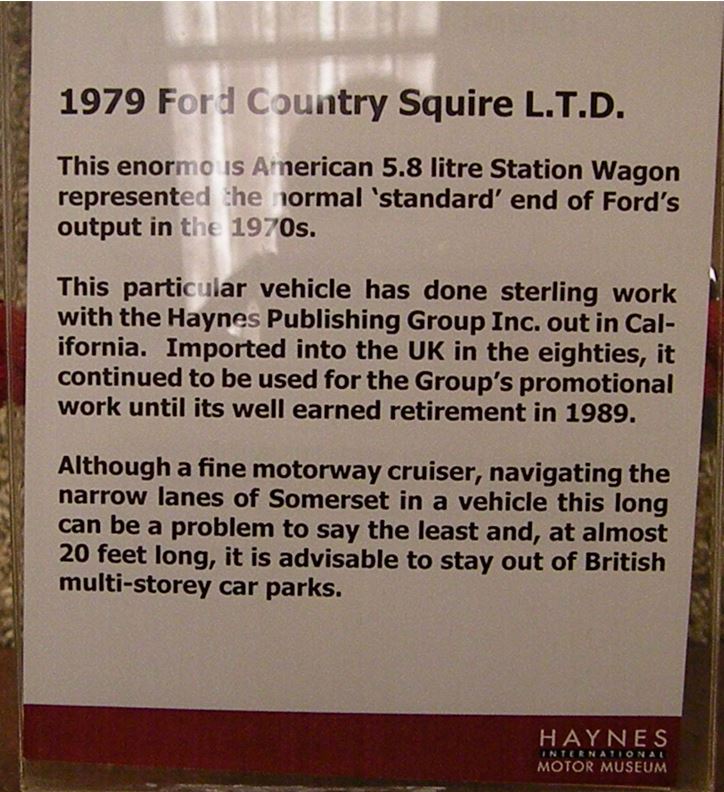 1979 Ford Country Squire L.T.D.
This enormous American 5.8 litre Station Wagon
represented the normal ‘standard’ end of Ford’s
output in the 1970s.
This particular vehicle has done sterling work
with the Haynes Publishing Group Inc. out in Cal-
ifornia. Imported into the UK in the eighties, it
continued to be used for the Group’s promotional
work until its well earned retirement in 1989.
Although a fine motorway cruiser, navigating the
narrow lanes of Somerset in a vehicle this long
can be a problem to say the least and, at almost
20 feet long, it is advisable to stay out of British
multi-storey car parks.
HAYNES
INTERNATIONAL
MOTOR MUSEUM